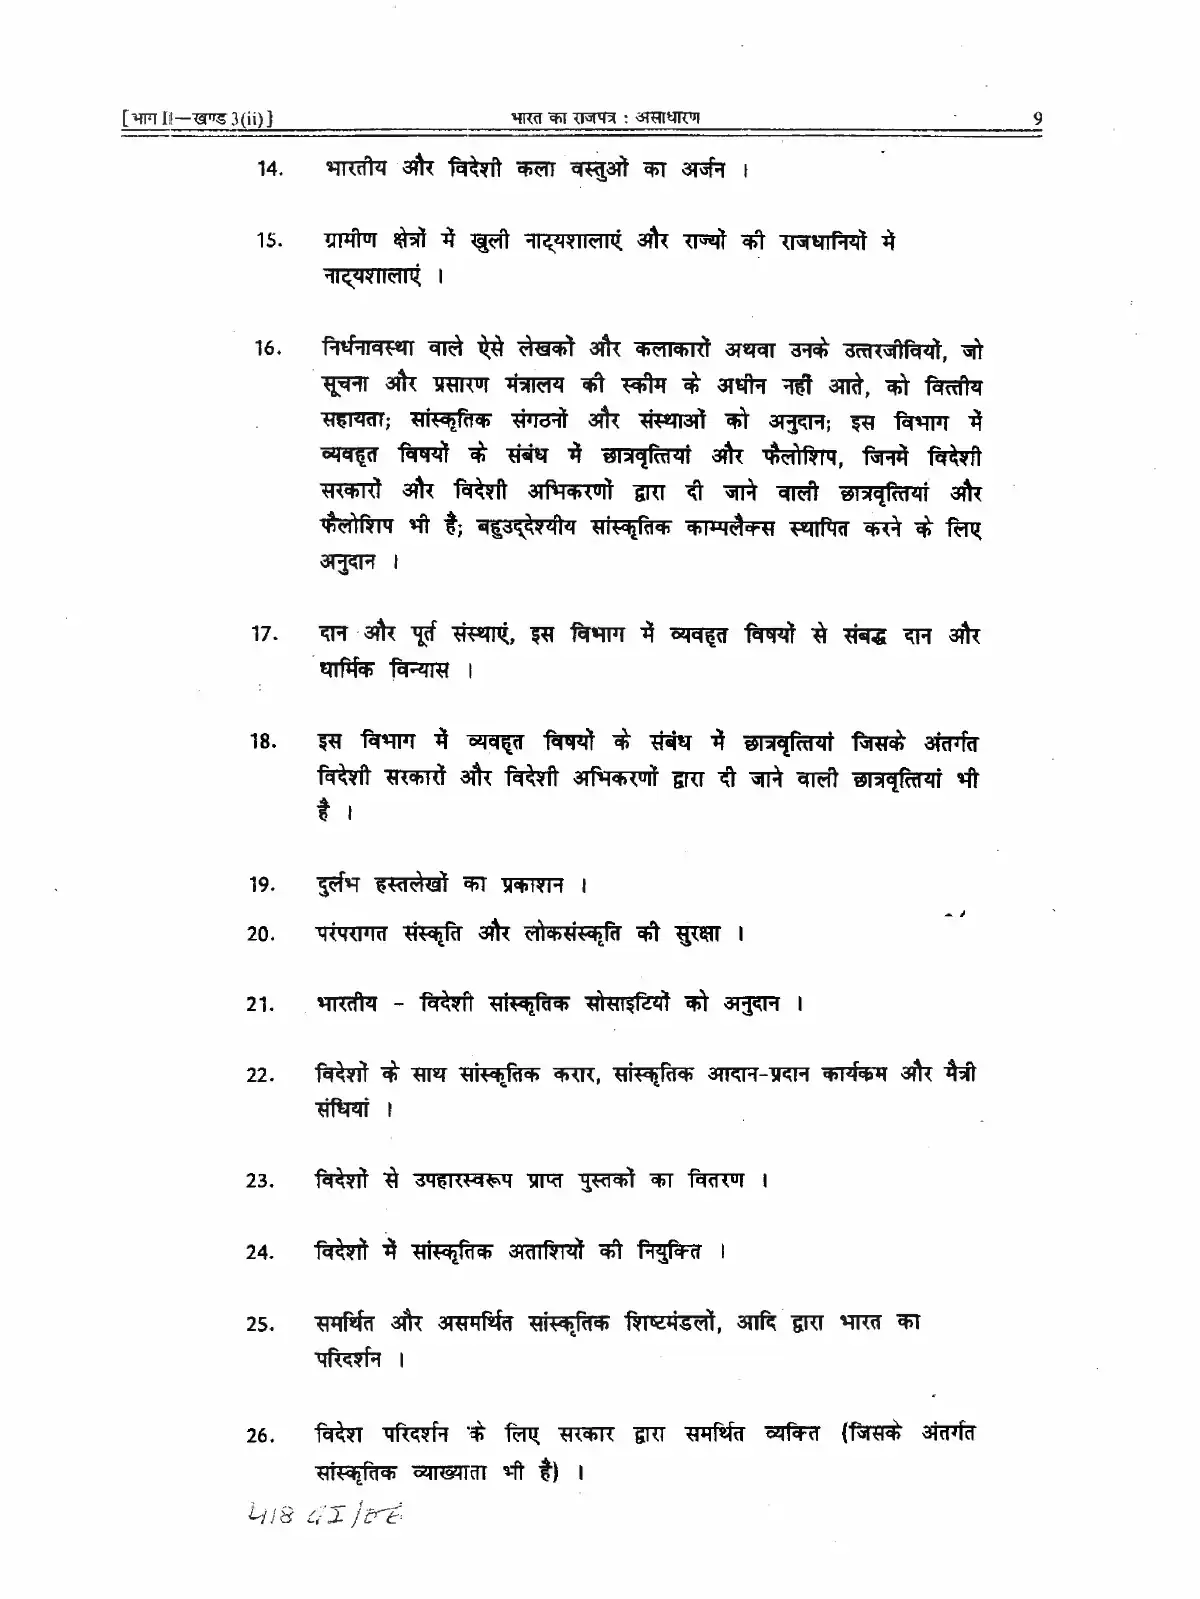 [भाग II—खण्ड 3(ii)] भारत का राजपत्र : असाधारण 9
14. भारतीय और विदेशी कला वस्तुओं का अर्जन ।
15. ग्रामीण क्षेत्रों में खुली नाट्यशालाएं और राज्यों की राजधानियों में
नाट्यशालाएं ।
16. निर्धनावस्था वाले ऐसे लेखकों और कलाकारों अथवा उनके उत्तरजीवियों, जो
सूचना और प्रसारण मंत्रालय की स्कीम के अधीन नहीं आते, को वित्तीय
सहायता; सांस्कृतिक संगठनों और संस्थाओं को अनुदान; इस विभाग में
व्यवहृत विषयों के संबंध में छात्रवृत्तियां और फैलोशिप, जिनमें विदेशी
सरकारों और विदेशी अभिकरणों द्वारा दी जाने वाली छात्रवृत्तियां और
फैलोशिप भी हैं; बहुउद्देश्यीय सांस्कृतिक काम्पलैक्स स्थापित करने के लिए
अनुदान ।
17. दान और पूर्त संस्थाएं, इस विभाग में व्यवहृत विषयों से संबद्ध दान और
धार्मिक विन्यास ।
18. इस विभाग में व्यवहृत विषयों के संबंध में छात्रवृत्तियां जिसके अंतर्गत
विदेशी सरकारों और विदेशी अभिकरणों द्वारा दी जाने वाली छात्रवृत्तियां भी
है ।
19. दुर्लभ हस्तलेखों का प्रकाशन ।
20. परंपरागत संस्कृति और लोकसंस्कृति की सुरक्षा ।
21. भारतीय - विदेशी सांस्कृतिक सोसाइटियों को अनुदान ।
22. विदेशों के साथ सांस्कृतिक करार, सांस्कृतिक आदान-प्रदान कार्यकम और मैत्री
संधियां ।
23. विदेशों से उपहारस्वरूप प्राप्त पुस्तकों का वितरण ।
24. विदेशों में सांस्कृतिक अताशियों की नियुक्ति ।
25. समर्थित और असमर्थित सांस्कृतिक शिष्टमंडलों, आदि द्वारा भारत का
परिदर्शन ।
26. विदेश परिदर्शन के लिए सरकार द्वारा समर्थित व्यक्ति (जिसके अंतर्गत
सांस्कृतिक व्याख्याता भी है) ।
418 GI/